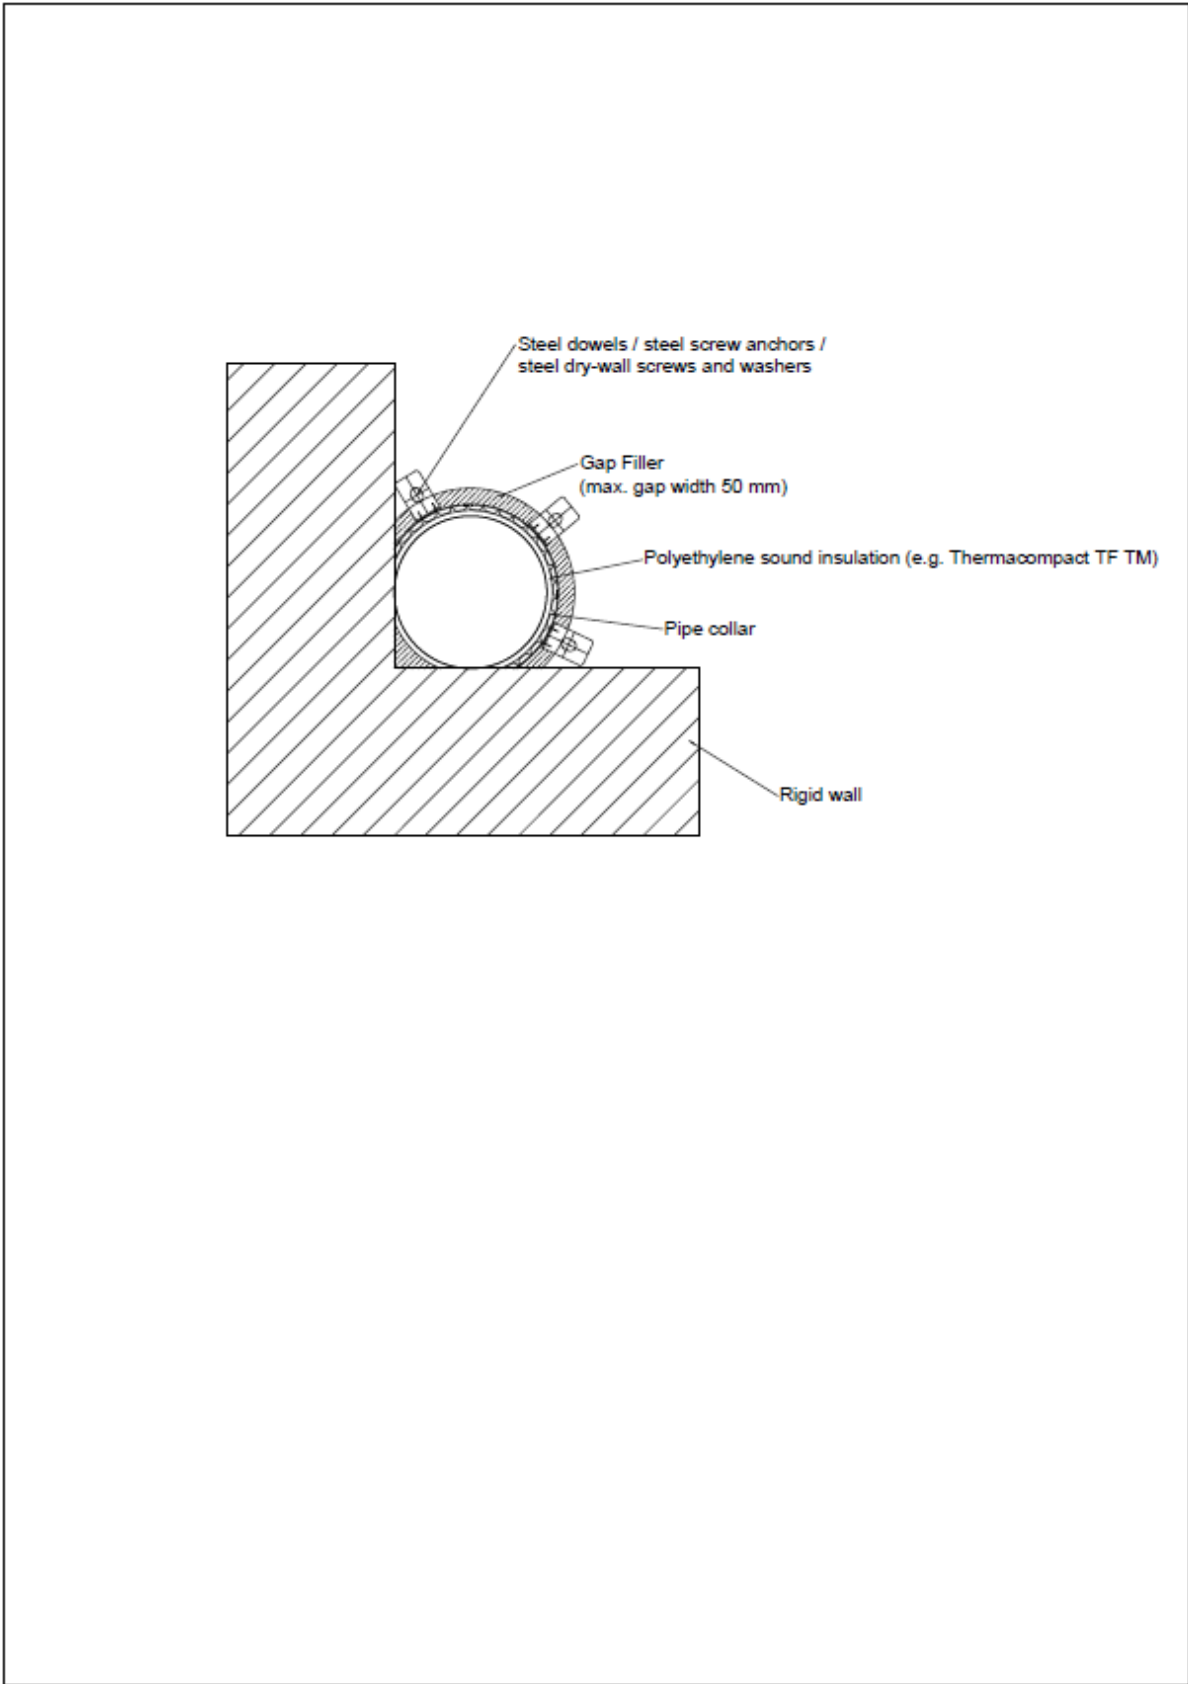 Steel dowels / steel screw anchors /
steel dry-wall screws and washers
Gap Filler
(max. gap width 50 mm)
Polyethylene sound insulation (e.g. Thermacompact TF TM)
Pipe collar
Rigid wall